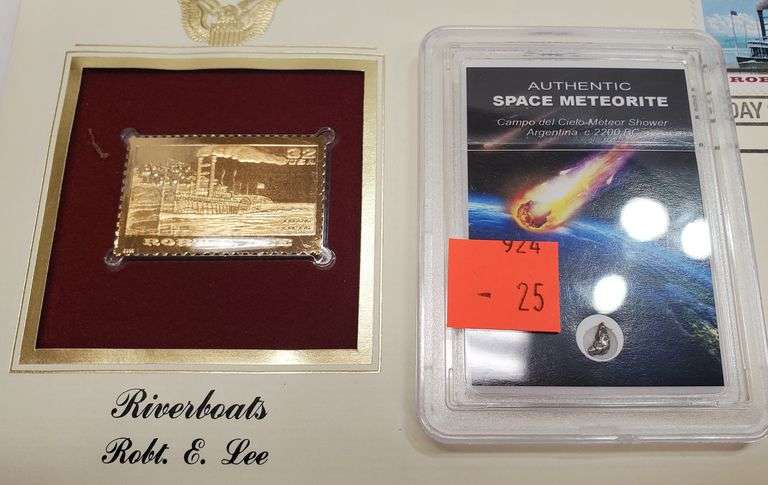 32
USA
ROBT. E. LEE
Riverboats
Robt. E. Lee
AUTHENTIC
SPACE METEORITE
Campo del Cielo Meteor Shower
Argentina c 2200 BC
924
- 25
DAY